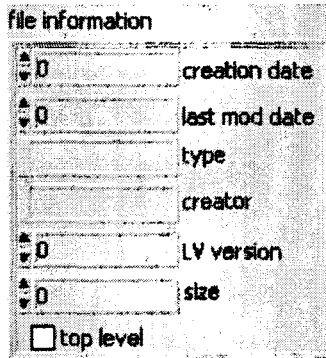 file information
0 creation date
0 last mod date
type
creator
0 LV version
0 size
top level